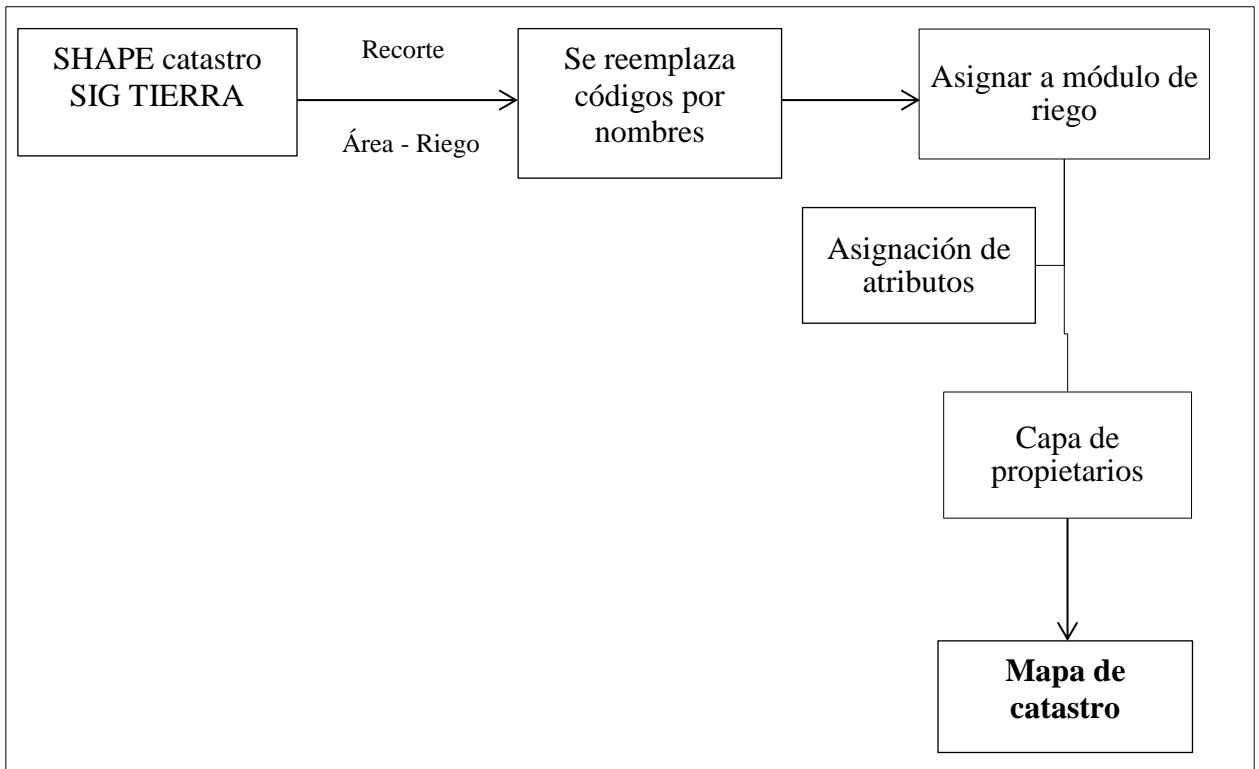 SHAPE catastro
SIG TIERRA
Recorte
Área - Riego
Se reemplaza
códigos por
nombres
Asignar a módulo de
riego
Asignación de
atributos
Capa de
propietarios
Mapa de
catastro